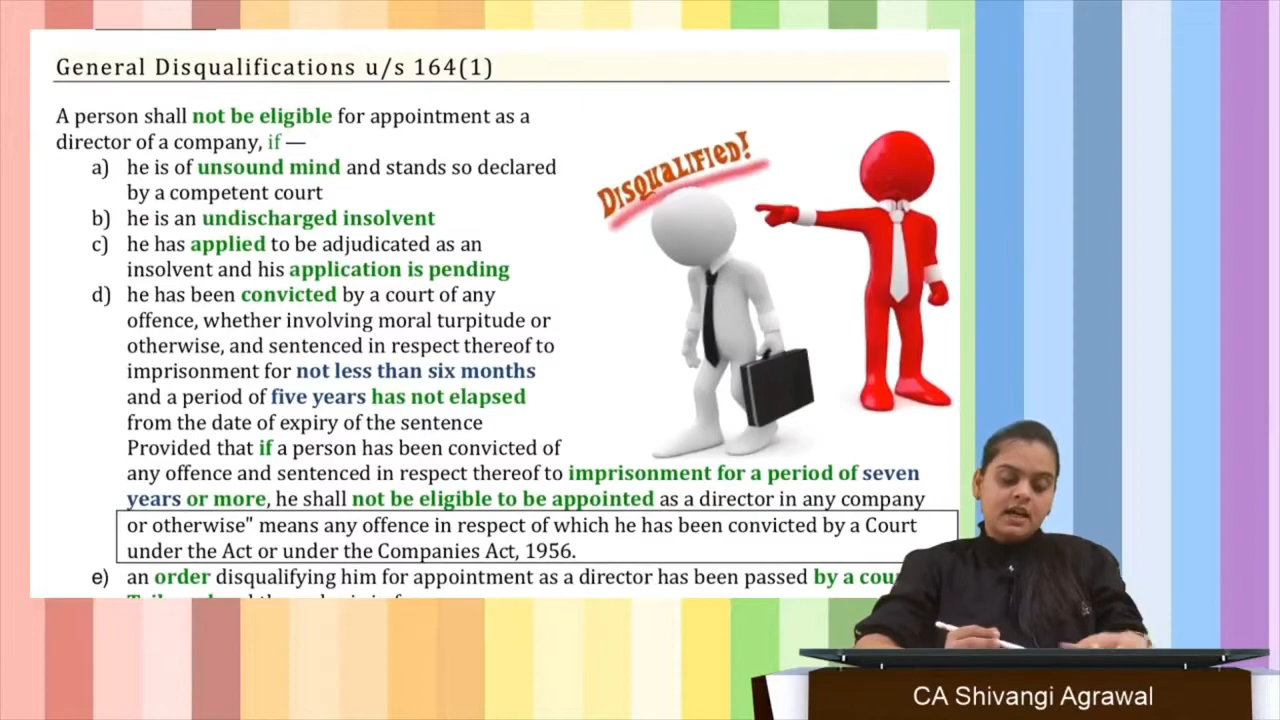 General Disqualifications u/s 164(1)
A person shall not be eligible for appointment as a
director of a company, if —
a) he is of unsound mind and stands so declared
by a competent court
b) he is an undischarged insolvent
c) he has applied to be adjudicated as an
insolvent and his application is pending
d) he has been convicted by a court of any
offence, whether involving moral turpitude or
otherwise, and sentenced in respect thereof to
imprisonment for not less than six months
and a period of five years has not elapsed
from the date of expiry of the sentence
Provided that if a person has been convicted of
any offence and sentenced in respect thereof to imprisonment for a period of seven
years or more, he shall not be eligible to be appointed as a director in any company
or otherwise" means any offence in respect of which he has been convicted by a Court
under the Act or under the Companies Act, 1956.
e) an order disqualifying him for appointment as a director has been passed by a
DISQUALIFIED!
CA Shivangi Agrawal